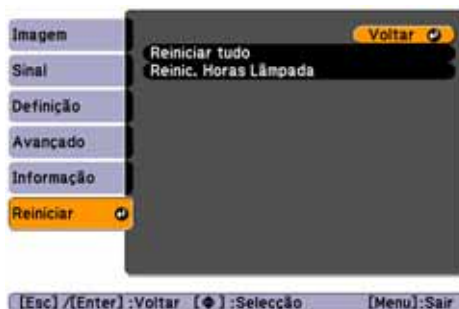 Imagem
Sinal
Definição
Avançado
Informação
Reiniciar
Voltar
Reiniciar tudo
Reinic. Horas Lâmpada
[Esc]/[Enter]:Voltar [◆]:Selecção [Menu]:Sair